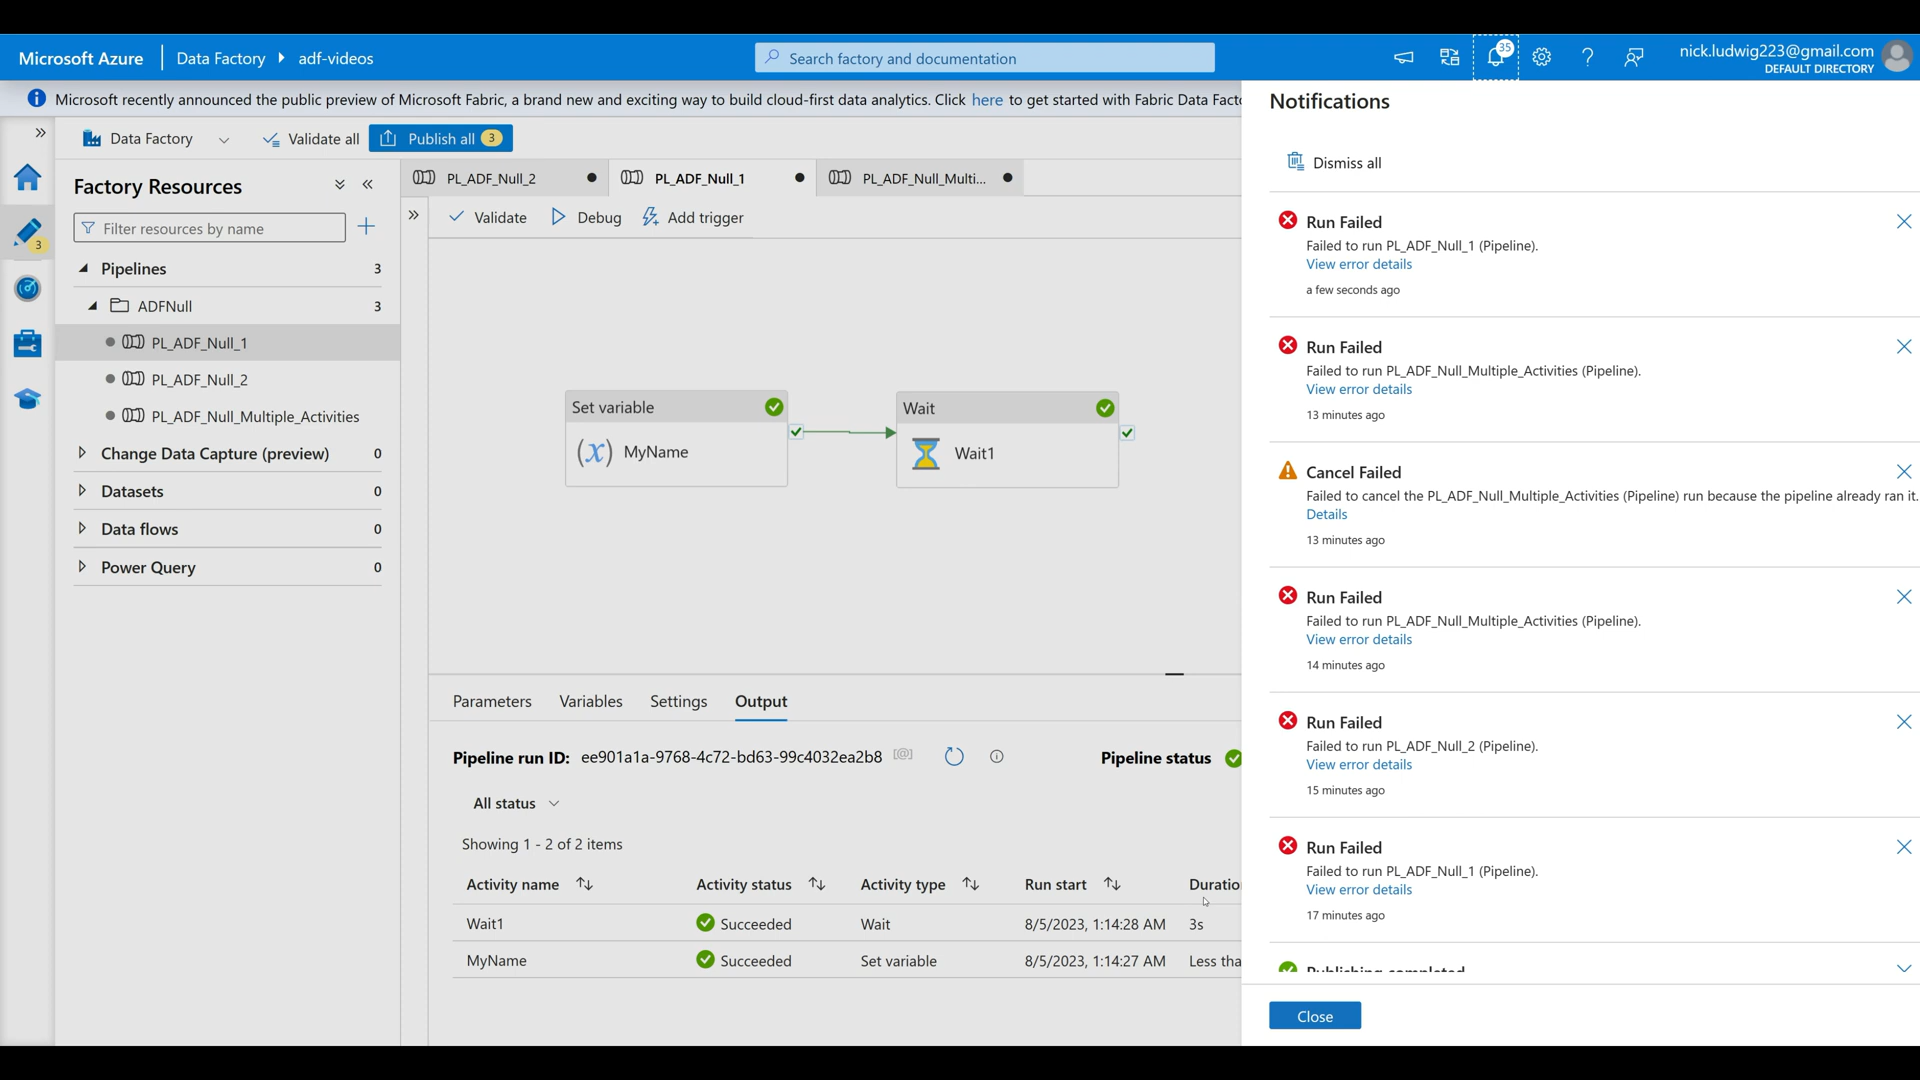 Microsoft Azure
Data Factory
adf-videos
Search factory and documentation
35
nick.ludwig223@gmail.com
DEFAULT DIRECTORY
Microsoft recently announced the public preview of Microsoft Fabric, a brand new and exciting way to build cloud-first data analytics. Click here to get started with Fabric Data Facto
Data Factory
Validate all
Publish all 3
3
Factory Resources
Filter resources by name
Pipelines 3
ADFNull 3
PL_ADF_Null_1
PL_ADF_Null_2
PL_ADF_Null_Multiple_Activities
Change Data Capture (preview) 0
Datasets 0
Data flows 0
Power Query 0
PL_ADF_Null_2
PL_ADF_Null_1
PL_ADF_Null_Multi...
Validate
Debug
Add trigger
Set variable
(x) MyName
Wait
Wait1
Parameters
Variables
Settings
Output
Pipeline run ID: ee901a1a-9768-4c72-bd63-99c4032ea2b8
Pipeline status
All status
Showing 1 - 2 of 2 items
Activity name Activity status Activity type Run start Duratio
Wait1 Succeeded Wait 8/5/2023, 1:14:28 AM 3s
MyName Succeeded Set variable 8/5/2023, 1:14:27 AM Less tha
Notifications
Dismiss all
Run Failed
Failed to run PL_ADF_Null_1 (Pipeline).
View error details
a few seconds ago
Run Failed
Failed to run PL_ADF_Null_Multiple_Activities (Pipeline).
View error details
13 minutes ago
Cancel Failed
Failed to cancel the PL_ADF_Null_Multiple_Activities (Pipeline) run because the pipeline already ran it.
Details
13 minutes ago
Run Failed
Failed to run PL_ADF_Null_Multiple_Activities (Pipeline).
View error details
14 minutes ago
Run Failed
Failed to run PL_ADF_Null_2 (Pipeline).
View error details
15 minutes ago
Run Failed
Failed to run PL_ADF_Null_1 (Pipeline).
View error details
17 minutes ago
Publishing completed
Close